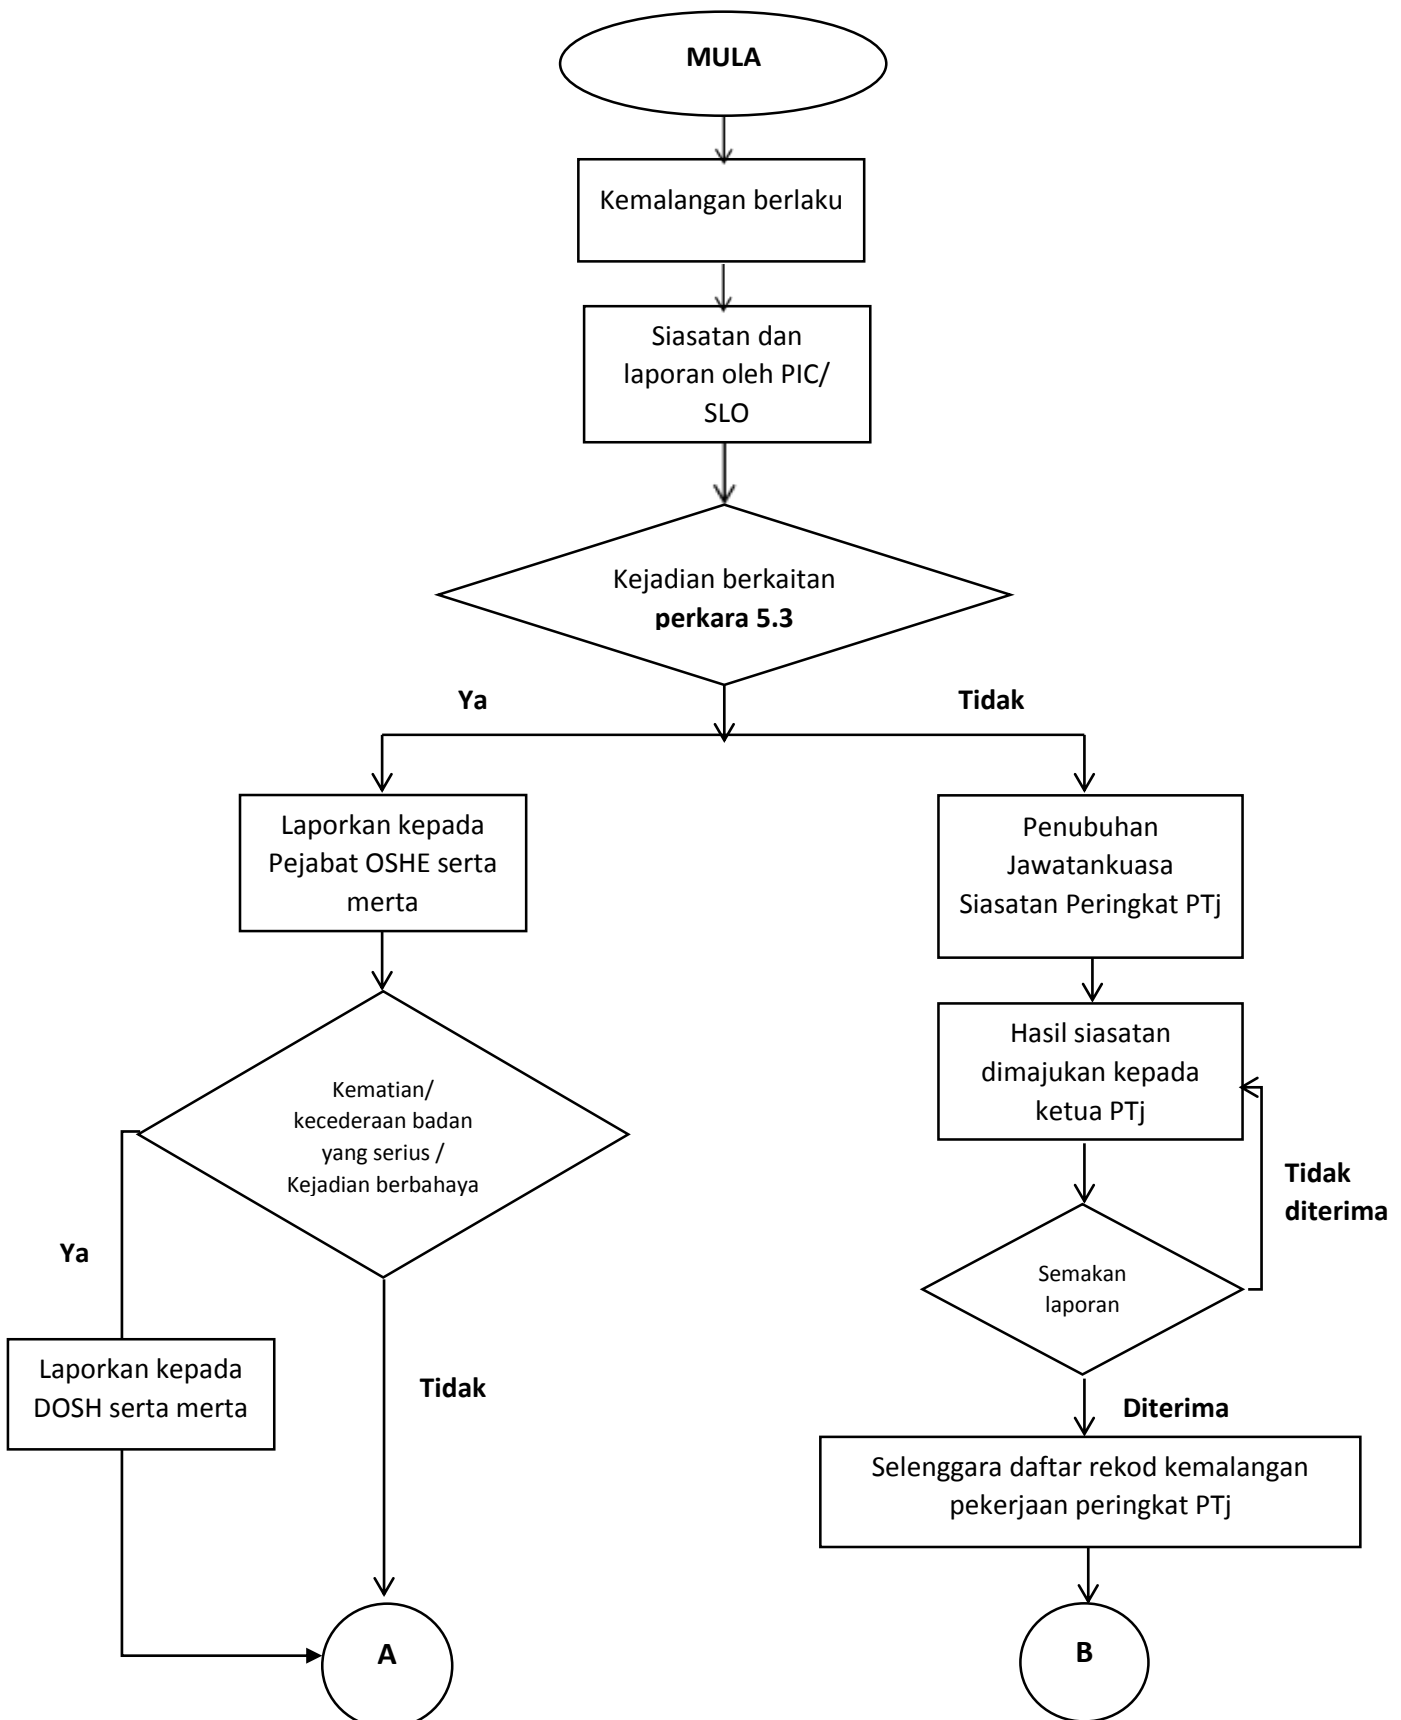 MULA
Kemalangan berlaku
Siasatan dan
laporan oleh PIC/
SLO
Kejadian berkaitan
perkara 5.3
Ya
Tidak
Laporkan kepada
Pejabat OSHE serta
merta
Penubuhan
Jawatankuasa
Siasatan Peringkat PTj
Hasil siasatan
dimajukan kepada
ketua PTj
Kematian/
kecederaan badan
yang serius /
Kejadian berbahaya
Tidak
diterima
Ya
Semakan
laporan
Laporkan kepada
DOSH serta merta
Tidak
Diterima
Selenggara daftar rekod kemalangan
pekerjaan peringkat PTj
A
B